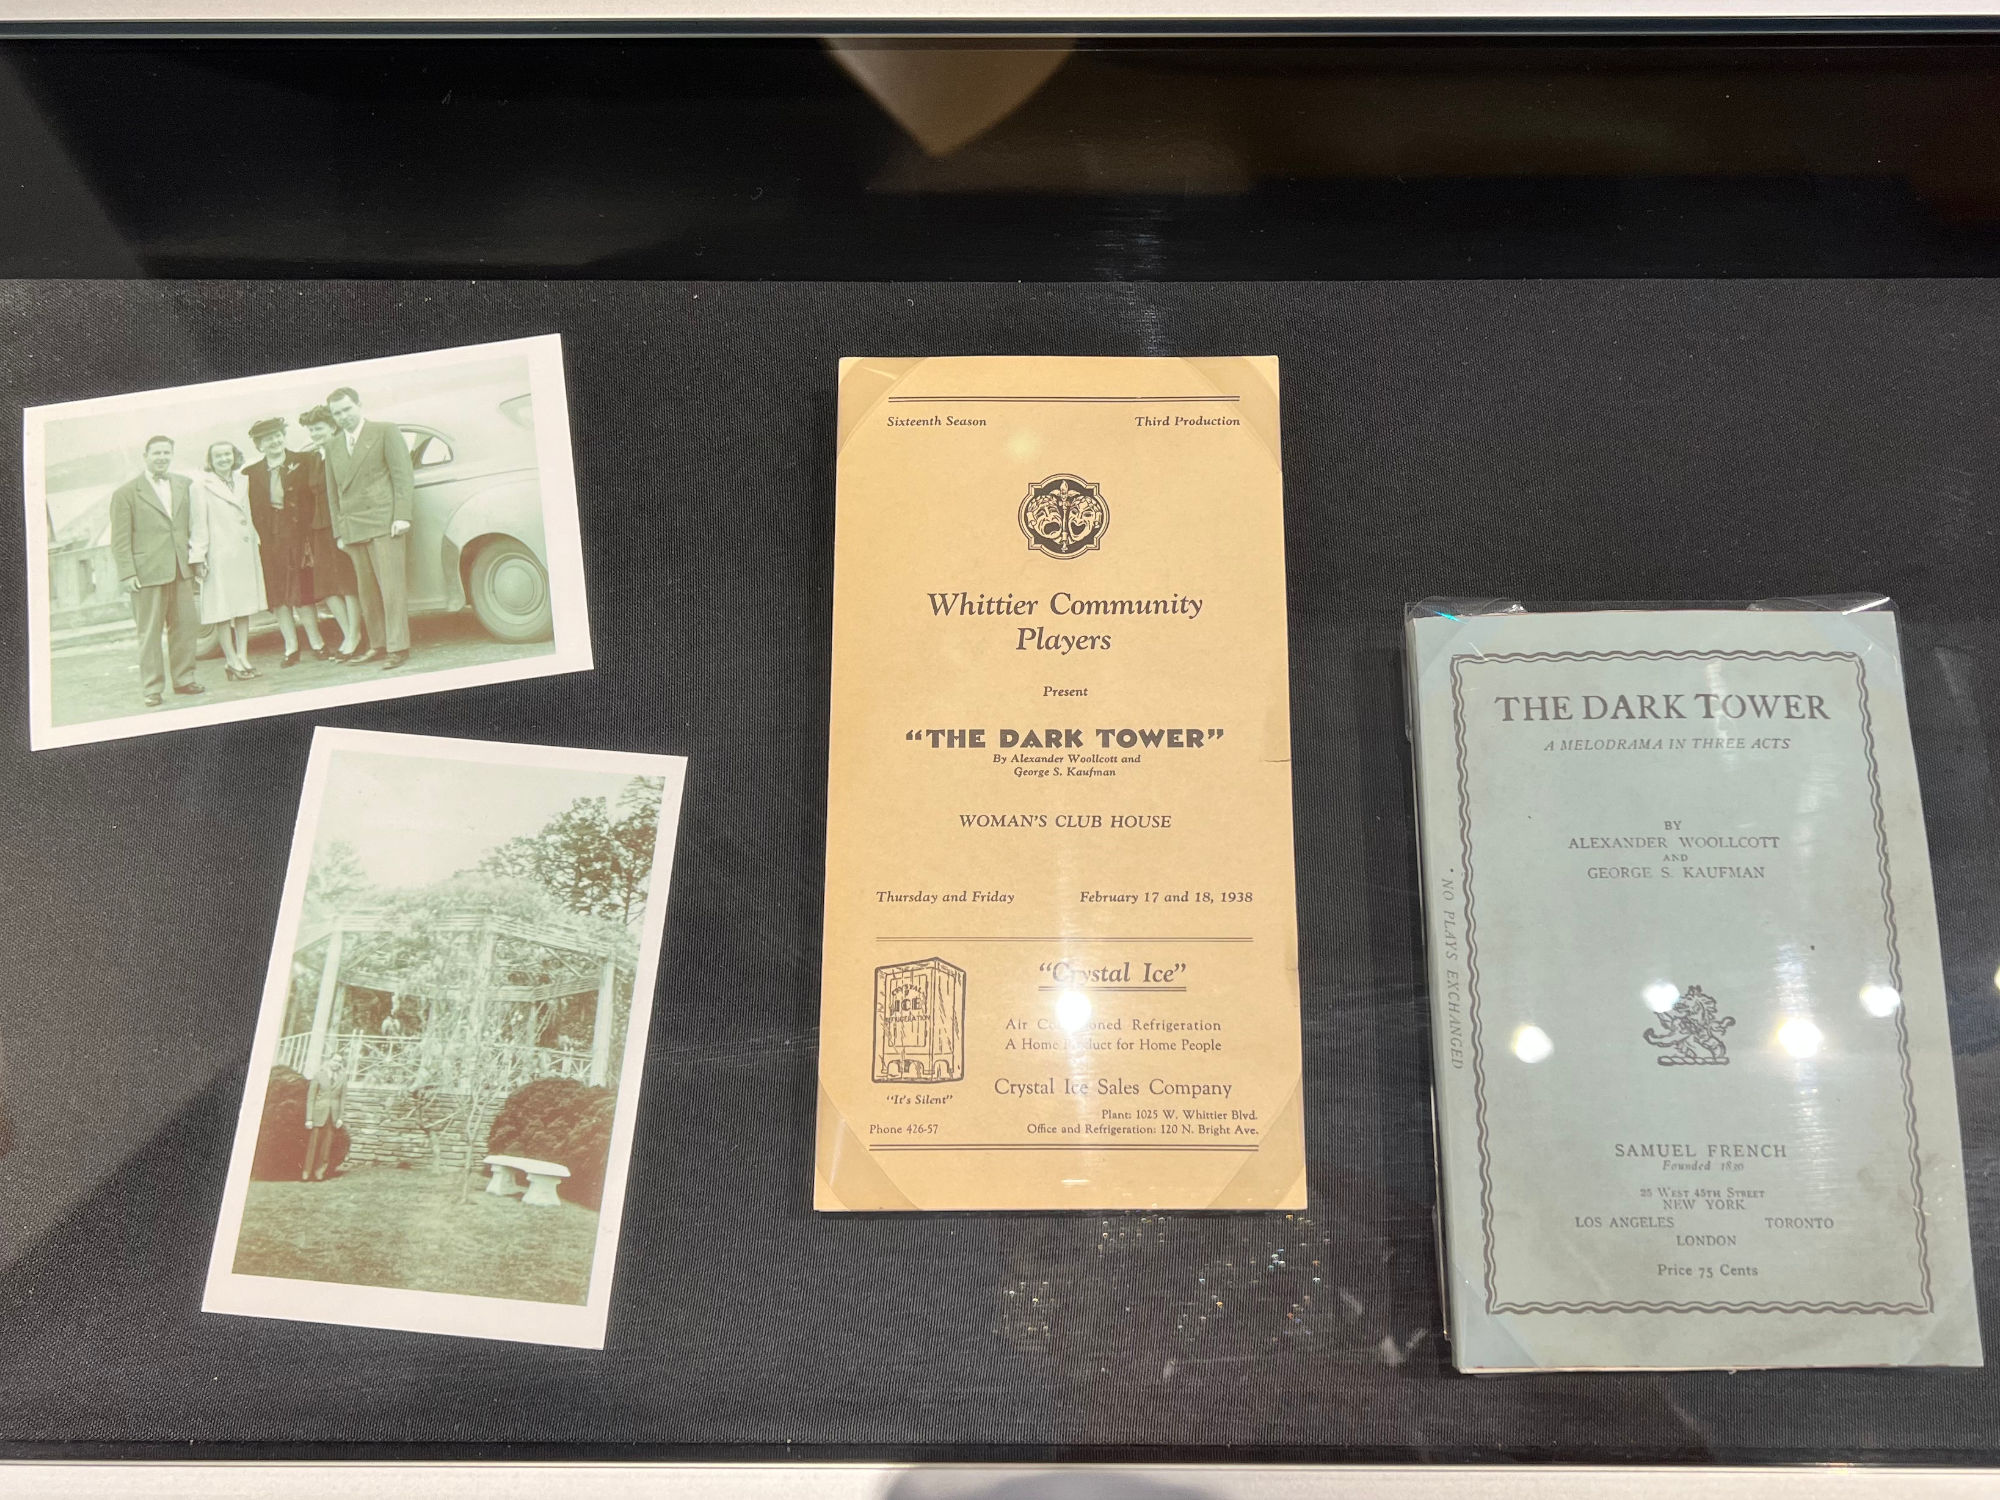 Sixteenth Season Third Production
Whittier Community
Players
Present
"THE DARK TOWER"
By Alexander Woollcott and
George S. Kaufman
WOMAN'S CLUB HOUSE
Thursday and Friday February 17 and 18, 1938
CRYSTAL
ICE
REFRIGERATION
"It's Silent"
Phone 426-57
"Crystal Ice"
Air Conditioned Refrigeration
A Home Product for Home People
Crystal Ice Sales Company
Plant: 1025 W. Whittier Blvd.
Office and Refrigeration: 120 N. Bright Ave.
THE DARK TOWER
A MELODRAMA IN THREE ACTS
BY
ALEXANDER WOOLLCOTT
AND
GEORGE S. KAUFMAN
NO PLAYS EXCHANGED
SAMUEL FRENCH
Founded 1830
25 WEST 45TH STREET
NEW YORK
LOS ANGELES TORONTO
LONDON
Price 75 Cents